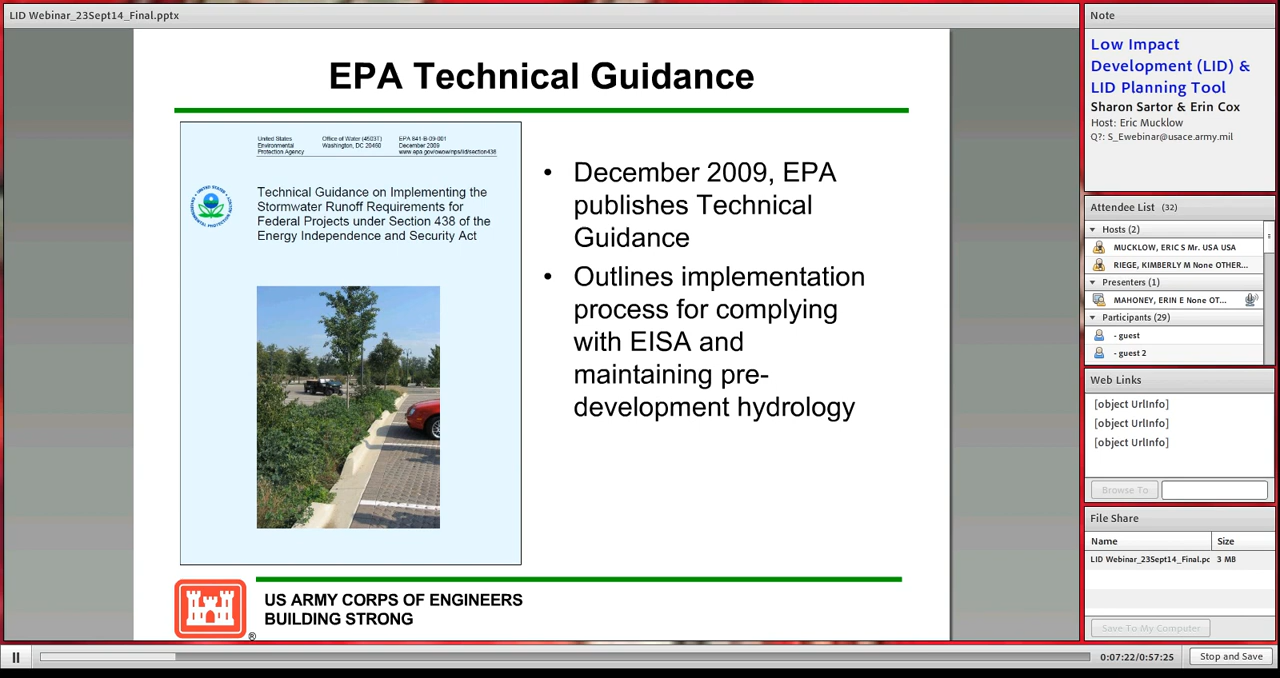 LID Webinar_23Sept14_Final.pptx
EPA Technical Guidance
United States
Environmental
Protection Agency
Office of Water (4503T)
Washington, DC 20460
EPA 841-B-09-001
December 2009
www.epa.gov/owow/nps/lid/section438
Technical Guidance on Implementing the
Stormwater Runoff Requirements for
Federal Projects under Section 438 of the
Energy Independence and Security Act
• December 2009, EPA
publishes Technical
Guidance
• Outlines implementation
process for complying
with EISA and
maintaining pre-
development hydrology
US ARMY CORPS OF ENGINEERS
BUILDING STRONG
®
Note
Low Impact
Development (LID) &
LID Planning Tool
Sharon Sartor & Erin Cox
Host: Eric Mucklow
Q?: S_Ewebinar@usace.army.mil
Attendee List (32)
Hosts (2)
MUCKLOW, ERIC S Mr. USA USA
RIEGE, KIMBERLY M None OTHER...
Presenters (1)
MAHONEY, ERIN E None OT...
Participants (29)
- guest
- guest 2
Web Links
[object UrlInfo]
[object UrlInfo]
[object UrlInfo]
Browse To
File Share
Name Size
LID Webinar_23Sept14_Final.pc 3 MB
Save To My Computer
0:07:22/0:57:25
Stop and Save